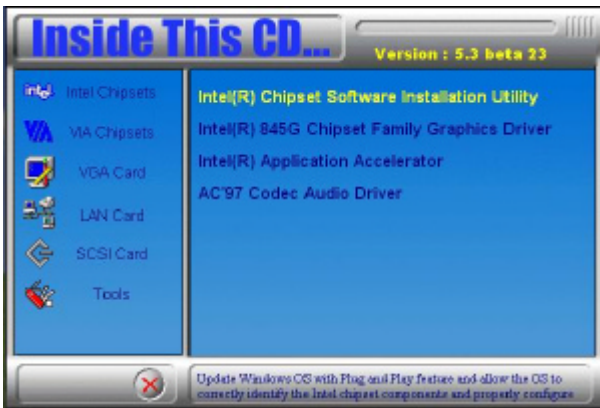 Inside This CD...
Version : 5.3 beta 23
intel Intel Chipsets
VIA VIA Chipsets
VGA Card
LAN Card
SCSI Card
Tools
Intel(R) Chipset Software Installation Utility
Intel(R) 845G Chipset Family Graphics Driver
Intel(R) Application Accelerator
AC'97 Codec Audio Driver
Update Windows OS with Plug and Play feature and allow the OS to
correctly identify the Intel chipset components and properly configure